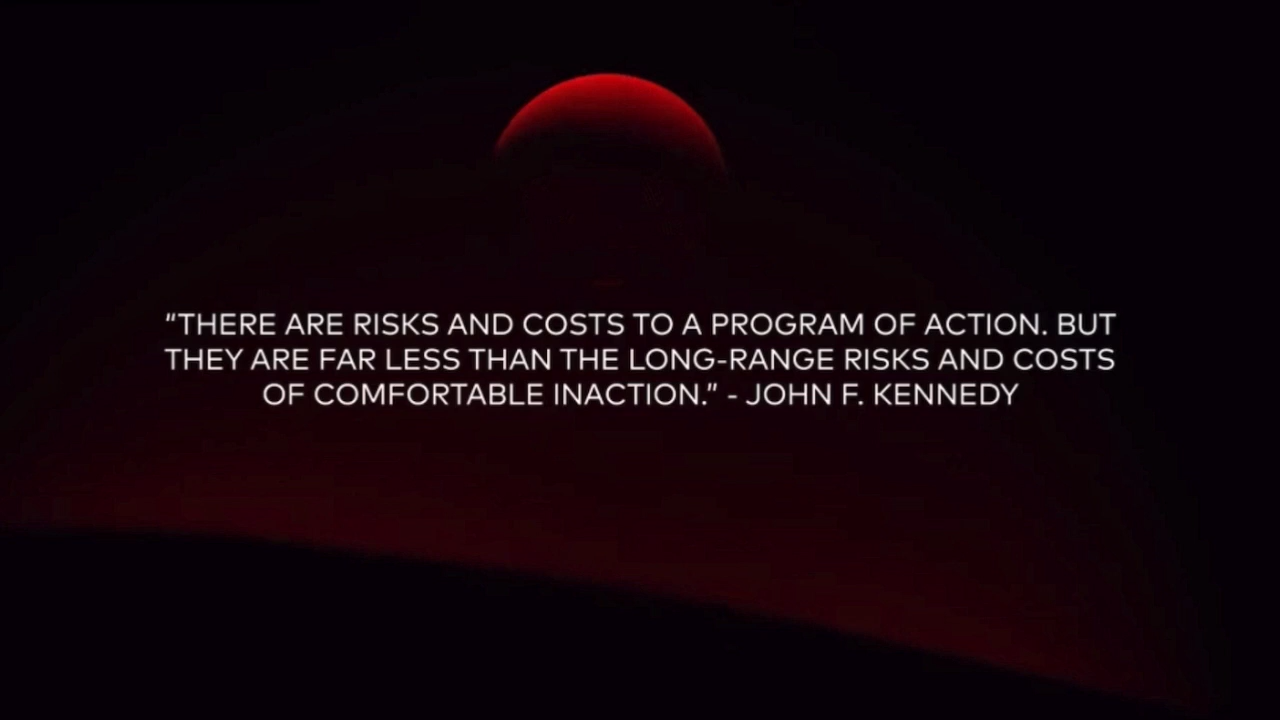 “THERE ARE RISKS AND COSTS TO A PROGRAM OF ACTION. BUT
THEY ARE FAR LESS THAN THE LONG-RANGE RISKS AND COSTS
OF COMFORTABLE INACTION.” - JOHN F. KENNEDY